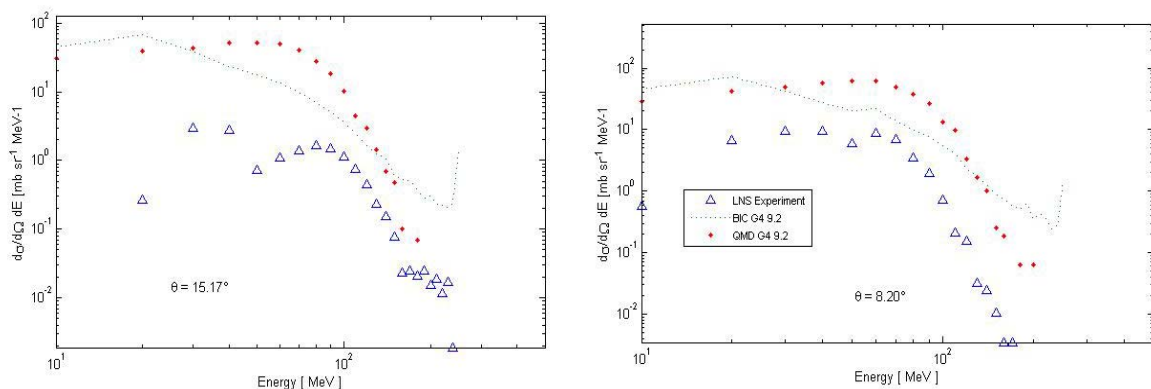 10²
10¹
10⁰
10⁻¹
10⁻²
dσ/dΩ dE [mb sr⁻¹ MeV-1]
θ = 15.17°
10¹
10²
Energy [ MeV ]
10²
10¹
10⁰
10⁻¹
10⁻²
dσ/dΩ dE [mb sr⁻¹ MeV-1]
LNS Experiment
BIC G4 9.2
QMD G4 9.2
θ = 8.20°
10¹
10²
Energy [ MeV ]